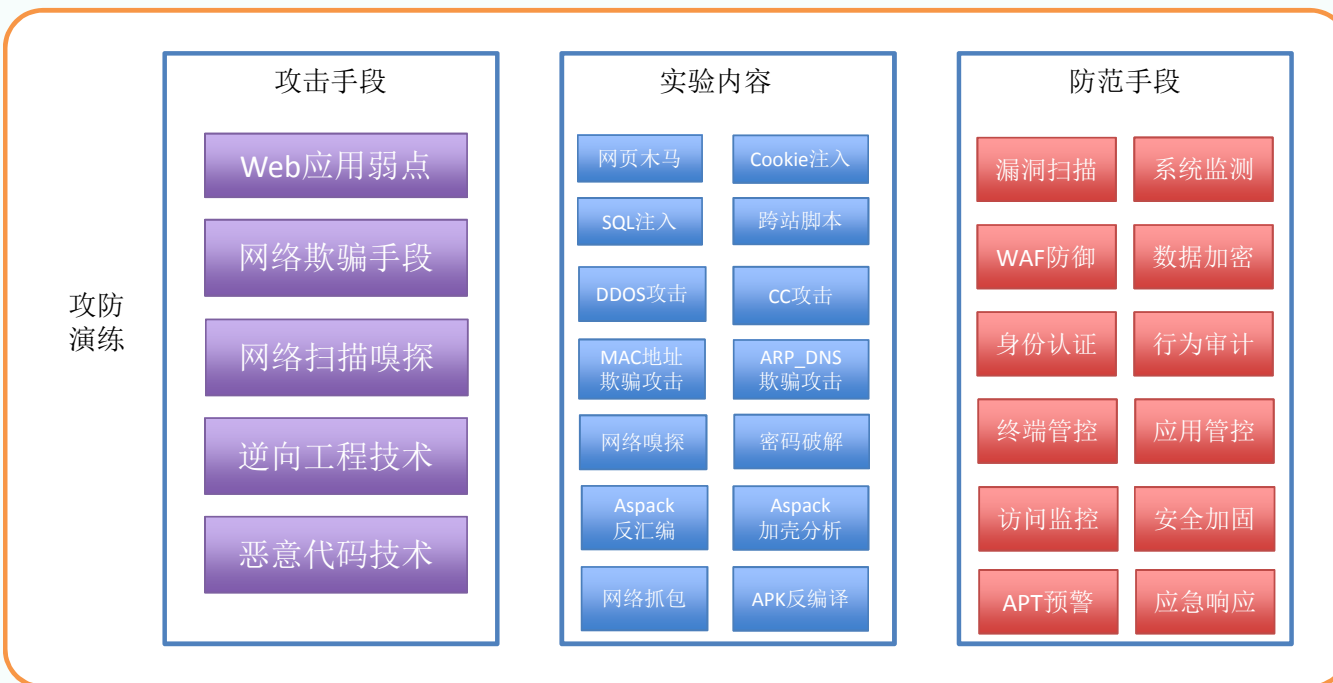 攻防
演练
攻击手段
Web应用弱点
网络欺骗手段
网络扫描嗅探
逆向工程技术
恶意代码技术
实验内容
网页木马
Cookie注入
SQL注入
跨站脚本
DDOS攻击
CC攻击
MAC地址
欺骗攻击
ARP_DNS
欺骗攻击
网络嗅探
密码破解
Aspack
反汇编
Aspack
加壳分析
网络抓包
APK反编译
防范手段
漏洞扫描
系统监测
WAF防御
数据加密
身份认证
行为审计
终端管控
应用管控
访问监控
安全加固
APT预警
应急响应